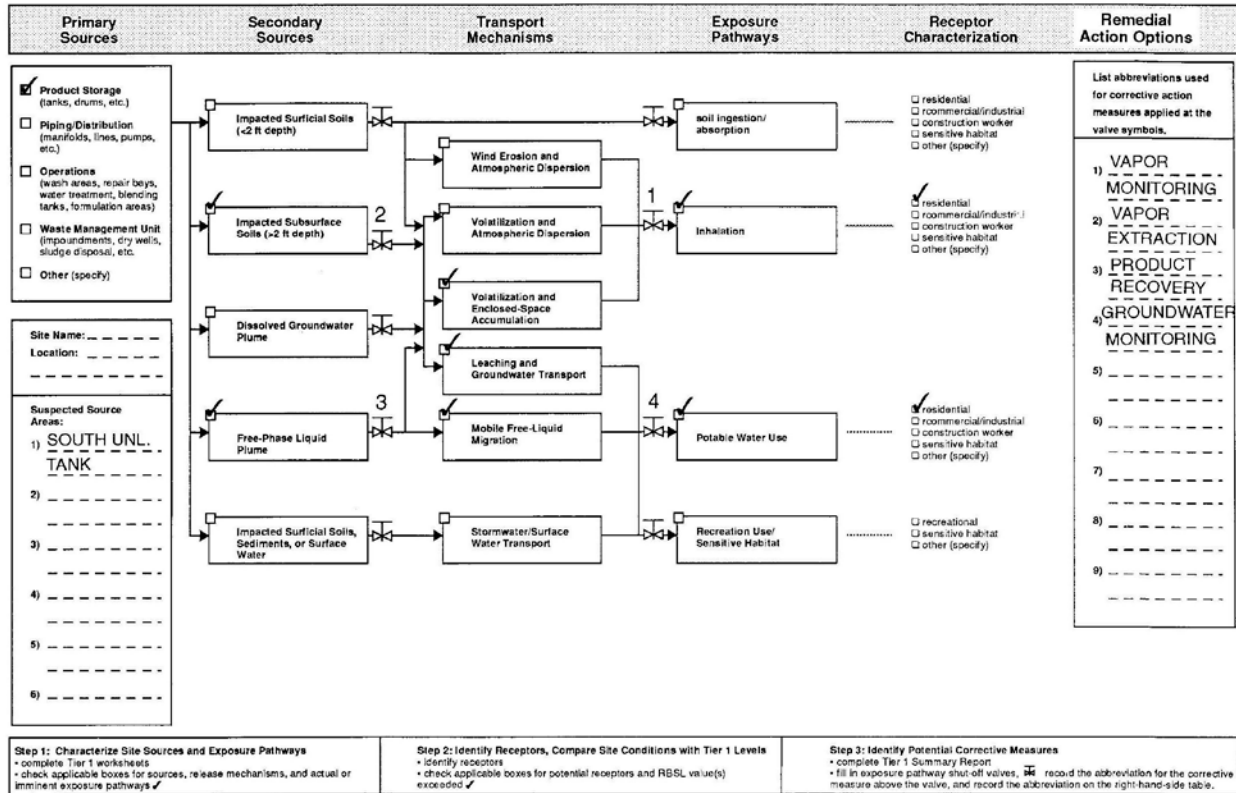 Primary
Sources
Secondary
Sources
Transport
Mechanisms
Exposure
Pathways
Receptor
Characterization
Remedial
Action Options
Product Storage
(tanks, drums, etc.)
Piping/Distribution
(manifolds, lines, pumps,
etc.)
Operations
(wash areas, repair bays,
water treatment, blending
tanks, formulation areas)
Waste Management Unit
(impoundments, dry wells,
sludge disposal, etc.
Other (specify)
Site Name:
Location:
Suspected Source
Areas:
1) SOUTH UNL.
TANK
2)
3)
4)
5)
6)
Impacted Surficial Soils
(<2 ft depth)
Impacted Subsurface
Soils (>2 ft depth)
2
Dissolved Groundwater
Plume
Free-Phase Liquid
Plume
3
Impacted Surficial Soils,
Sediments, or Surface
Water
Wind Erosion and
Atmospheric Dispersion
Volatilization and
Atmospheric Dispersion
Volatilization and
Enclosed-Space
Accumulation
Leaching and
Groundwater Transport
Mobile Free-Liquid
Migration
Stormwater/Surface
Water Transport
soil ingestion/
absorption
1
Inhalation
4
Potable Water Use
Recreation Use/
Sensitive Habitat
residential
rcommercial/industrial
construction worker
sensitive habitat
other (specify)
residential
rcommercial/industrial
construction worker
sensitive habitat
other (specify)
residential
rcommercial/industrial
construction worker
sensitive habitat
other (specify)
recreational
sensitive habitat
other (specify)
List abbreviations used
for corrective action
measures applied at the
valve symbols.
1) VAPOR
MONITORING
2) VAPOR
EXTRACTION
3) PRODUCT
RECOVERY
4) GROUNDWATER
MONITORING
5)
6)
7)
8)
9)
Step 1: Characterize Site Sources and Exposure Pathways
• complete Tier 1 worksheets
• check applicable boxes for sources, release mechanisms, and actual or
imminent exposure pathways ✓
Step 2: Identify Receptors, Compare Site Conditions with Tier 1 Levels
• identify receptors
• check applicable boxes for potential receptors and RBSL value(s)
exceeded ✓
Step 3: Identify Potential Corrective Measures
• complete Tier 1 Summary Report
• fill in exposure pathway shut-off valves, record the abbreviation for the corrective
measure above the valve, and record the abbreviation on the right-hand-side table.